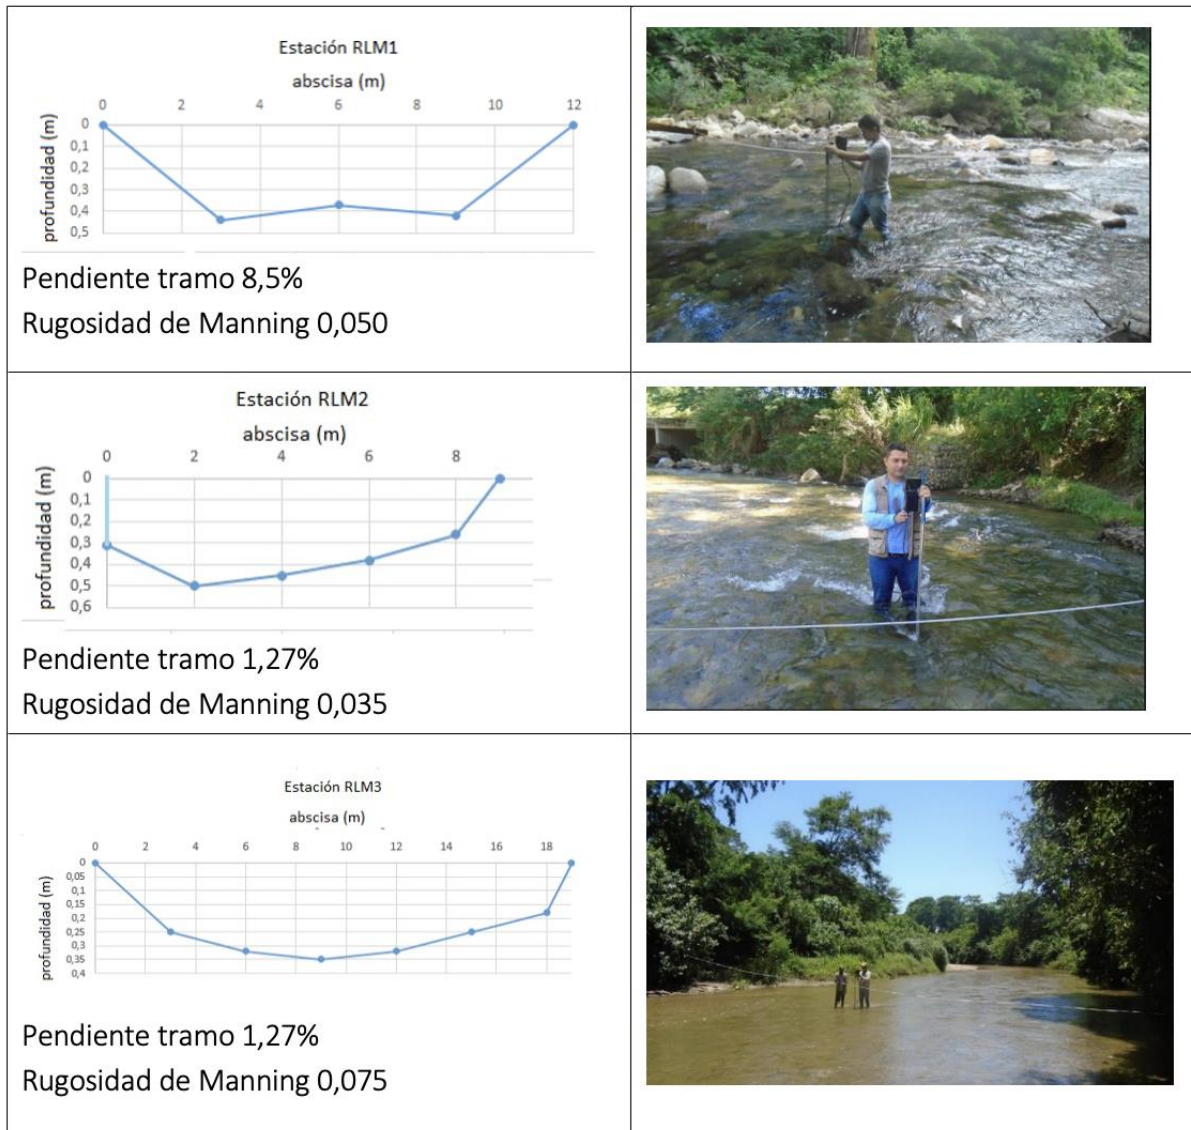 Estación RLM1
abscisa (m)
0 2 4 6 8 10 12
profundidad (m)
0
0,1
0,2
0,3
0,4
0,5
Pendiente tramo 8,5%
Rugosidad de Manning 0,050
Estación RLM2
abscisa (m)
0 2 4 6 8
profundidad (m)
0
0,1
0,2
0,3
0,4
0,5
0,6
Pendiente tramo 1,27%
Rugosidad de Manning 0,035
Estación RLM3
abscisa (m)
0 2 4 6 8 10 12 14 16 18
profundidad (m)
0
0,05
0,1
0,15
0,2
0,25
0,3
0,35
0,4
Pendiente tramo 1,27%
Rugosidad de Manning 0,075